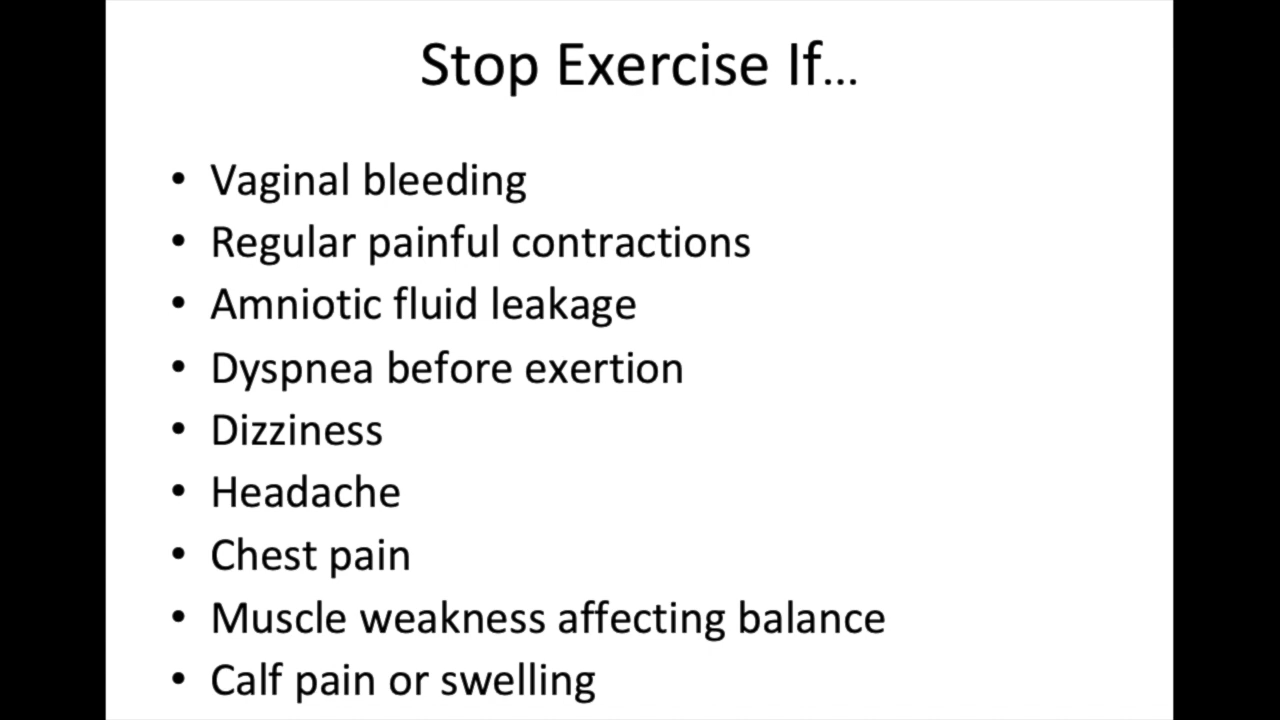 Stop Exercise If...
• Vaginal bleeding
• Regular painful contractions
• Amniotic fluid leakage
• Dyspnea before exertion
• Dizziness
• Headache
• Chest pain
• Muscle weakness affecting balance
• Calf pain or swelling